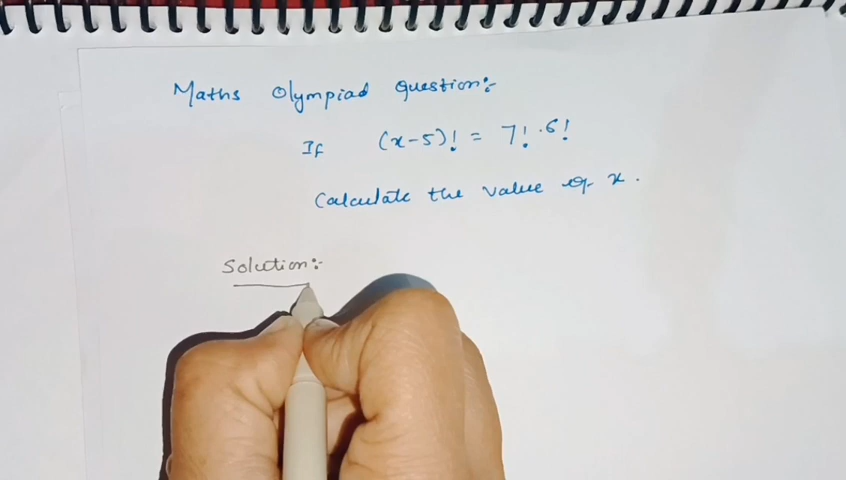 Maths Olympiad Question:-
If (x-5)! = 7!.6!
Calculate the value of x.
Solution:-